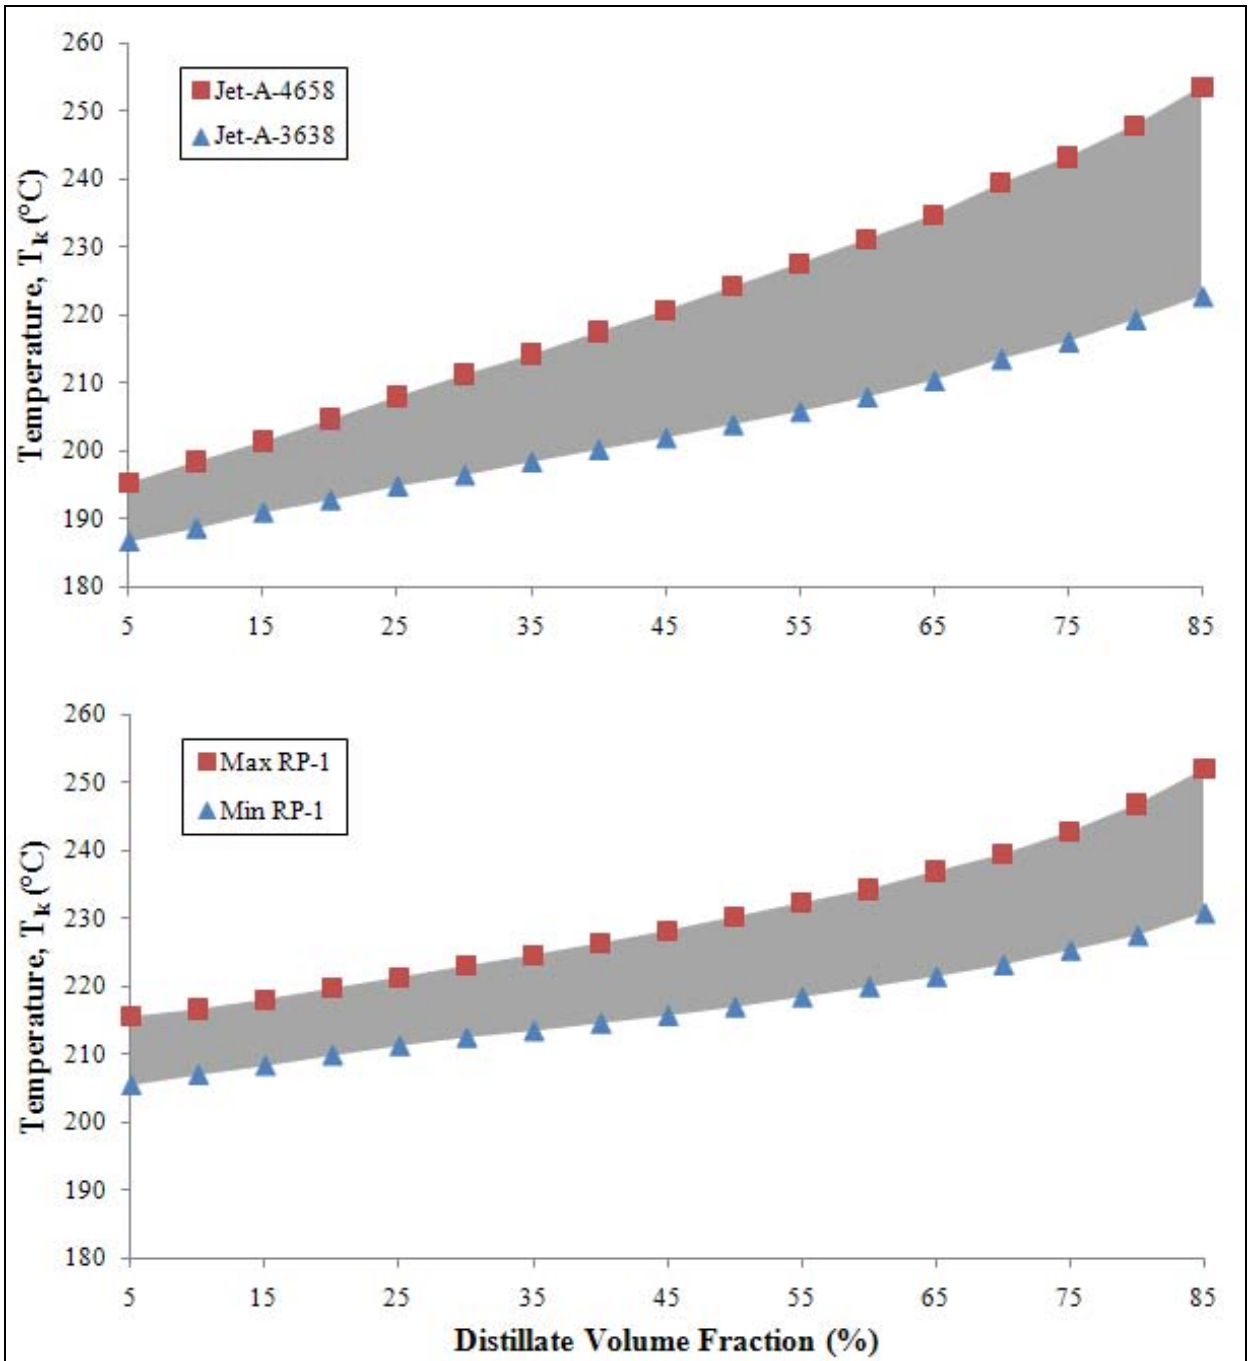 260
250
240
230
220
210
200
190
180
Temperature, Tk (°C)
Jet-A-4658
Jet-A-3638
5 15 25 35 45 55 65 75 85
260
250
240
230
220
210
200
190
180
Temperature, Tk (°C)
Max RP-1
Min RP-1
5 15 25 35 45 55 65 75 85
Distillate Volume Fraction (%)